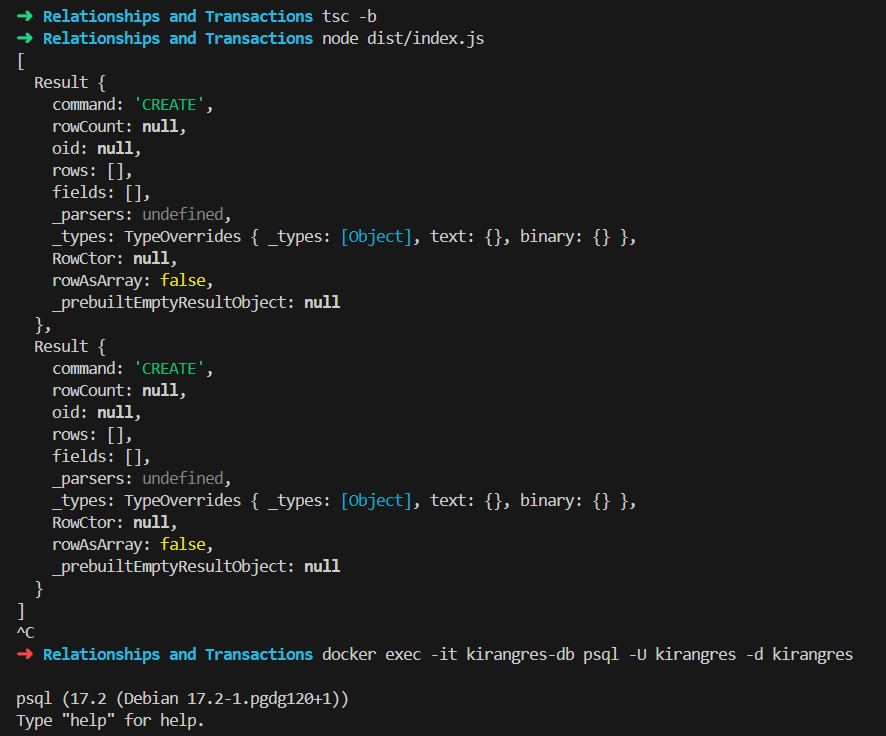 ➜ Relationships and Transactions tsc -b
➜ Relationships and Transactions node dist/index.js
[
  Result {
    command: 'CREATE',
    rowCount: null,
    oid: null,
    rows: [],
    fields: [],
    _parsers: undefined,
    _types: TypeOverrides { _types: [Object], text: {}, binary: {} },
    RowCtor: null,
    rowAsArray: false,
    _prebuiltEmptyResultObject: null
  },
  Result {
    command: 'CREATE',
    rowCount: null,
    oid: null,
    rows: [],
    fields: [],
    _parsers: undefined,
    _types: TypeOverrides { _types: [Object], text: {}, binary: {} },
    RowCtor: null,
    rowAsArray: false,
    _prebuiltEmptyResultObject: null
  }
]
^C
➜ Relationships and Transactions docker exec -it kirangres-db psql -U kirangres -d kirangres
psql (17.2 (Debian 17.2-1.pgdg120+1))
Type "help" for help.